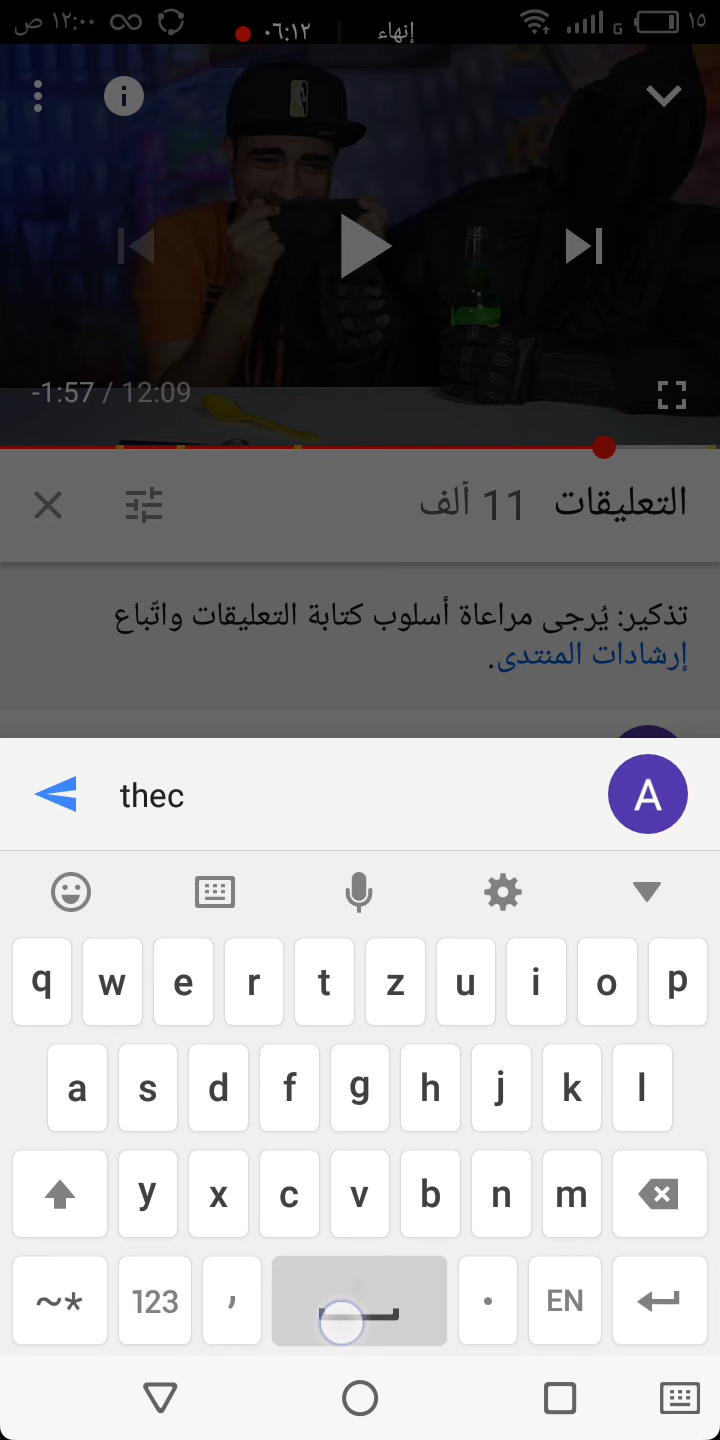 ١٢:٠٠ ص
٠٦:١٢
إنهاء
G
١٥
-1:57 / 12:09
التعليقات 11 ألف
تذكير: يُرجى مراعاة أسلوب كتابة التعليقات واتّباع
إرشادات المنتدى.
thec
A
q w e r t z u i o p
a s d f g h j k l
y x c v b n m
~* 123 , . EN